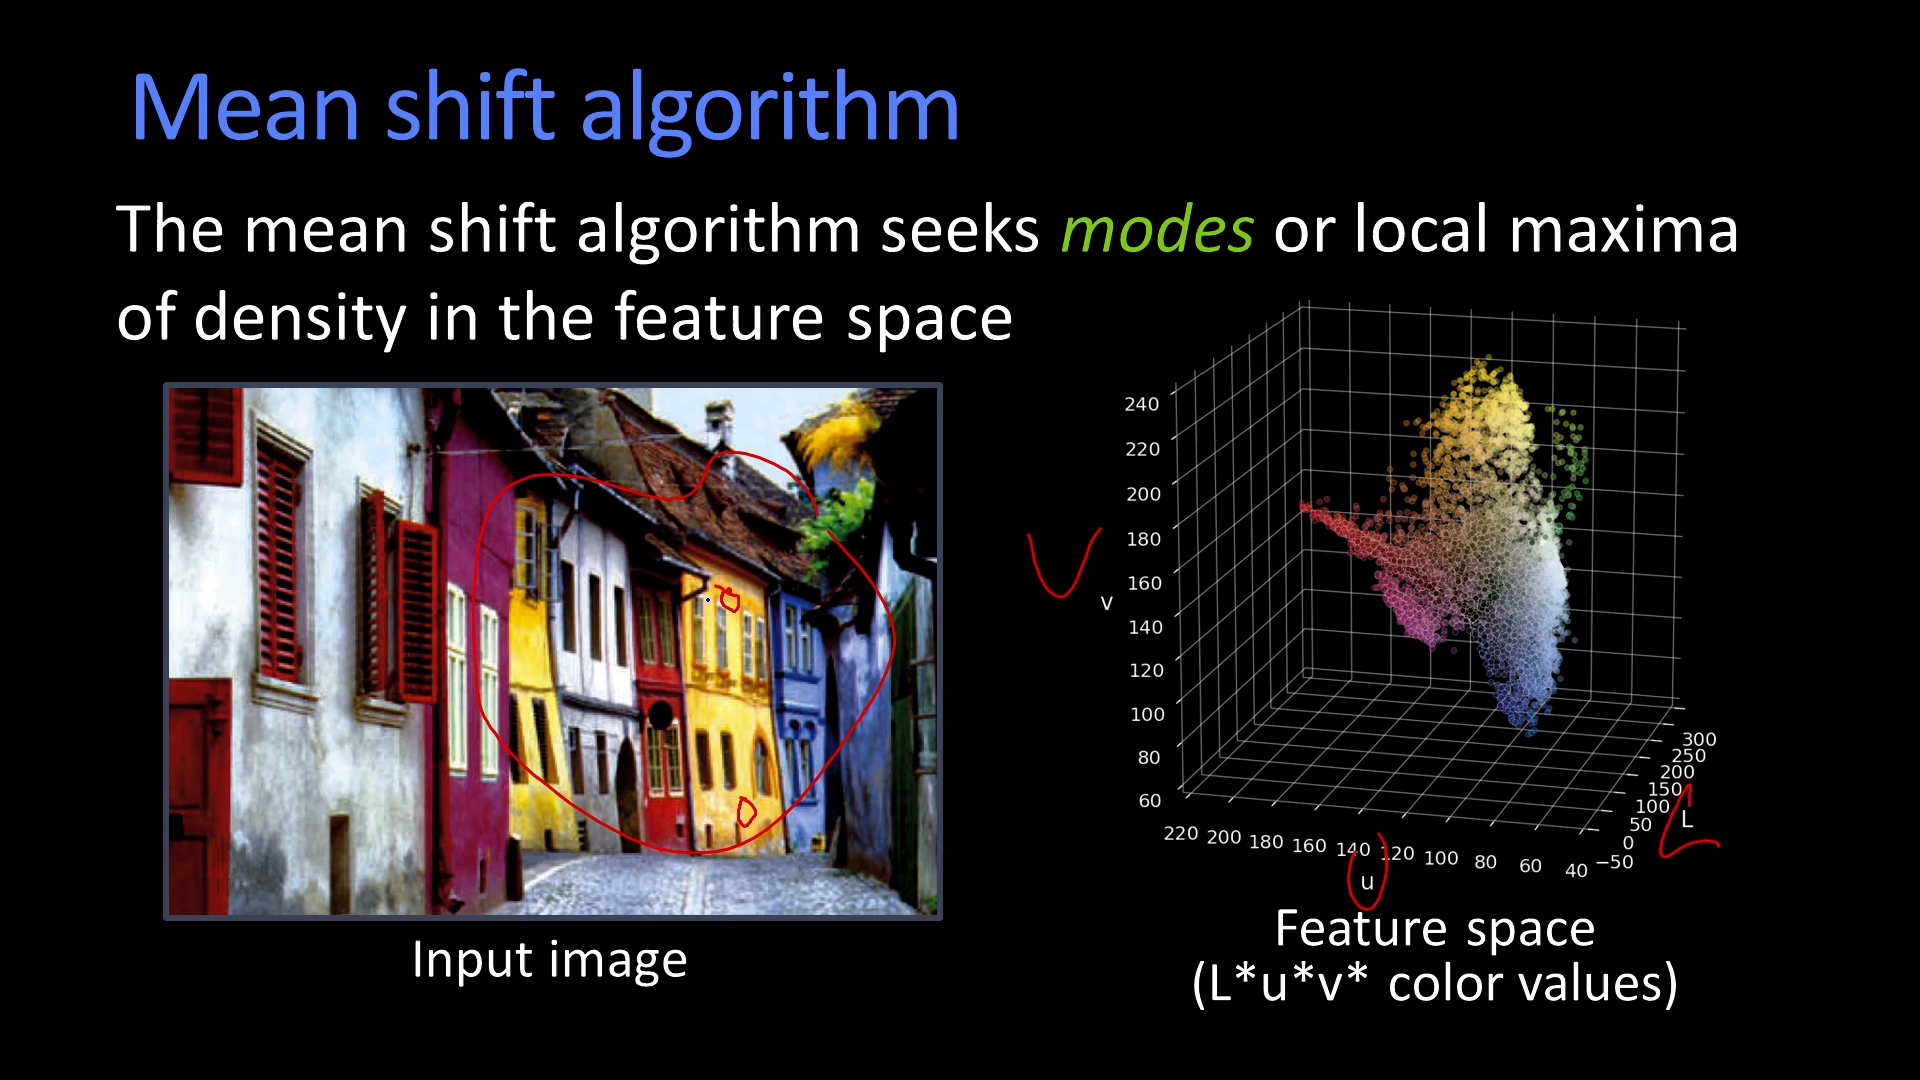 Mean shift algorithm
The mean shift algorithm seeks modes or local maxima
of density in the feature space
240
220
200
180
160
140
120
100
80
60
v
220 200 180 160 140 120 100 80 60 40
u
300
250
200
150
100
50
0
−50
L
V
L
Input image
Feature space
(L*u*v* color values)